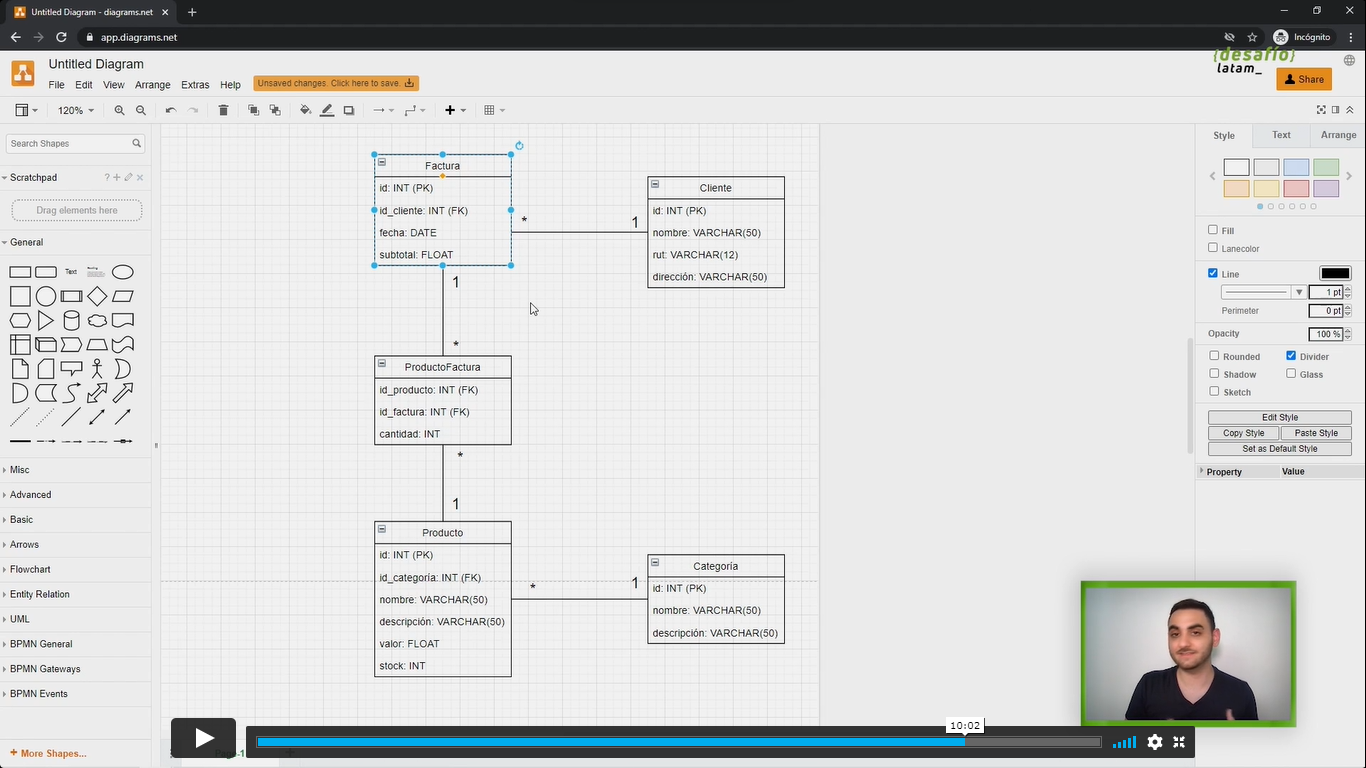 Untitled Diagram - diagrams.net
app.diagrams.net
Incógnito
{desafío}
latam_
Untitled Diagram
File Edit View Arrange Extras Help
Unsaved changes. Click here to save.
Share
120%
Search Shapes
Scratchpad
Drag elements here
General
Text
Misc
Advanced
Basic
Arrows
Flowchart
Entity Relation
UML
BPMN General
BPMN Gateways
BPMN Events
+ More Shapes...
Factura
id: INT (PK)
id_cliente: INT (FK)
fecha: DATE
subtotal: FLOAT
* 1
Cliente
id: INT (PK)
nombre: VARCHAR(50)
rut: VARCHAR(12)
dirección: VARCHAR(50)
1
*
ProductoFactura
id_producto: INT (FK)
id_factura: INT (FK)
cantidad: INT
*
1
Producto
id: INT (PK)
id_categoría: INT (FK)
nombre: VARCHAR(50)
descripción: VARCHAR(50)
valor: FLOAT
stock: INT
* 1
Categoría
id: INT (PK)
nombre: VARCHAR(50)
descripción: VARCHAR(50)
Style Text Arrange
Fill
Lanecolor
Line
1 pt
Perimeter 0 pt
Opacity 100 %
Rounded Divider
Shadow Glass
Sketch
Edit Style
Copy Style Paste Style
Set as Default Style
Property Value
10:02
Page-1